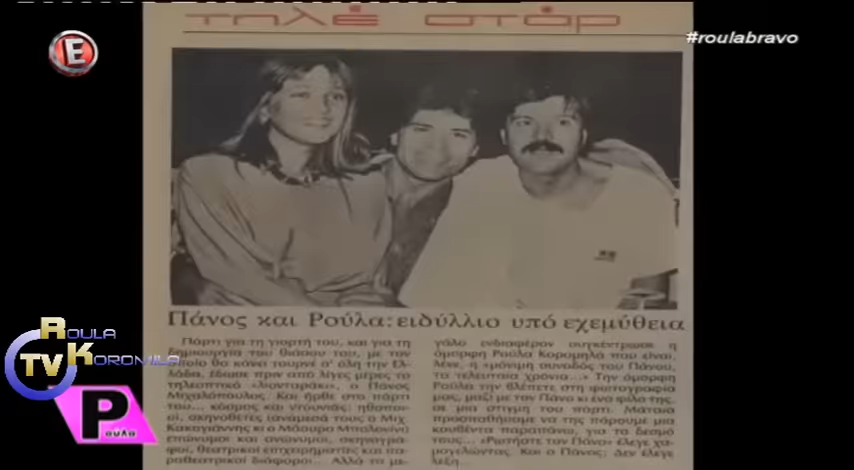 τηλέ στάρ
E
#roulabravo
Πάνος και Ρούλα: ειδύλλιο υπό εχεμύθεια
Πάρτι για τη γιορτή του, και για τη
δημιουργία του θιάσου του, με τον
οποίο θα κάνει τουρνέ σ' όλη την Ελ-
λάδα, έδωσε πριν από λίγες μέρες το
τηλεοπτικό «λιονταράκι», ο Πάνος
Μιχαλόπουλος. Και ήρθε στο πάρτι
του... κόσμος και ντουνιάς: ηθοποι-
οί, σκηνοθέτες (ανάμεσά τους ο Μιχ.
Κακογιάννης κι ο Μάουρο Μπολονίνι)
επώνυμοι και ανώνυμοι, σκηνογρά-
φοι, θεατρικοί επιχειρηματίες και πα-
ραθεατρικοί διάφοροι... Αλλά το με-
γάλο ενδιαφέρον συγκέντρωσε η
όμορφη Ρούλα Κορομηλά που είναι,
λένε, η «μόνιμη συνοδός του Πάνου,
τα τελευταία χρόνια...» Την όμορφη
Ρούλα την βλέπετε στη φωτογραφία
μας, μαζί με τον Πάνο κι ένα φίλο της,
σε μια στιγμή του πάρτι. Μάταια
προσπαθήσαμε να της πάρουμε μια
κουβέντα παραπάνω, για το δεσμό
τους... «Ρωτήστε τον Πάνο» έλεγε χα-
μογελώντας. Και ο Πάνος; Δεν έλεγε
λέξη...
ROULA
TV KOROMILA
Ρ
Ρούλα